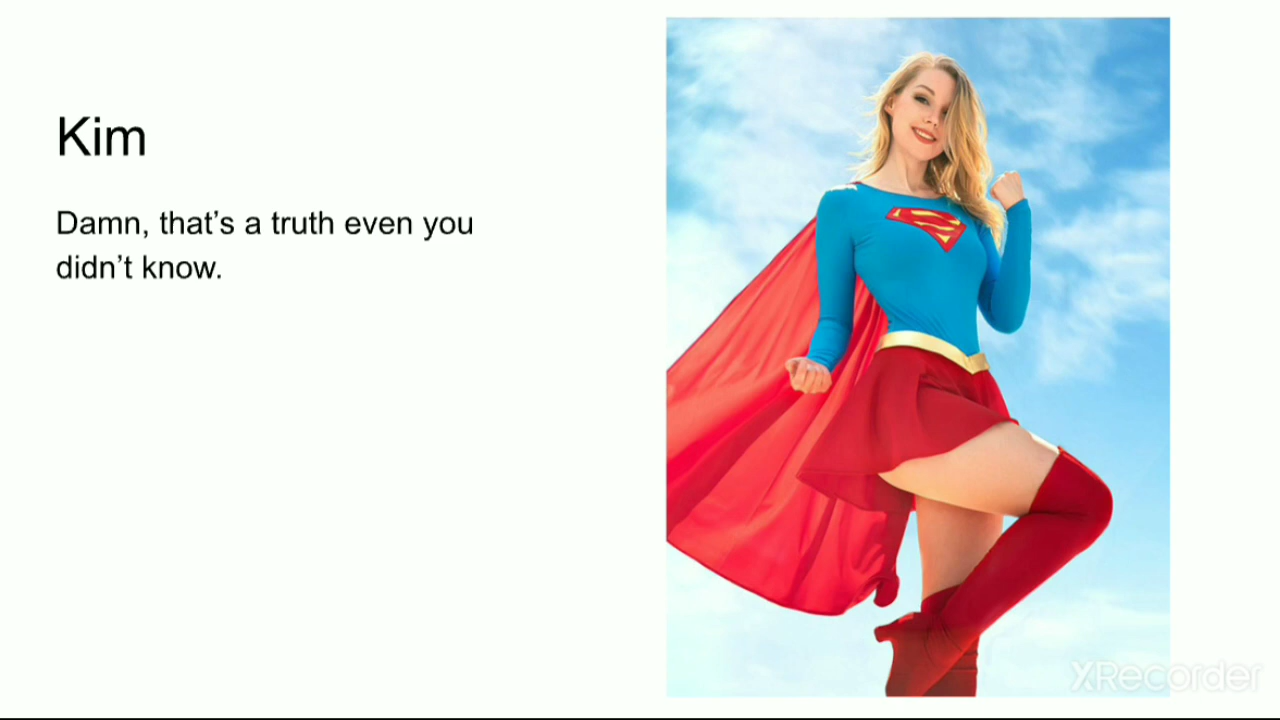 Kim
Damn, that’s a truth even you
didn’t know.
XRecorder